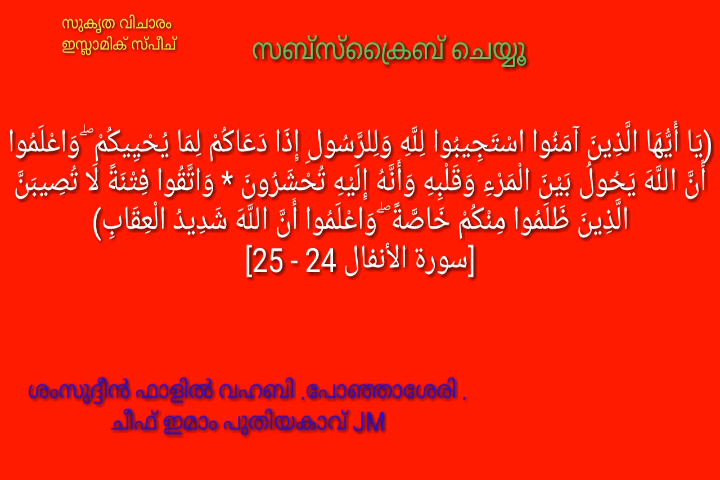 സുകൃത വിചാരം
ഇസ്ലാമിക് സ്പീച്
സബ്സ്ക്രൈബ് ചെയ്യൂ
(يَا أَيُّهَا الَّذِينَ آمَنُوا اسْتَجِيبُوا لِلَّهِ وَلِلرَّسُولِ إِذَا دَعَاكُمْ لِمَا يُحْيِيكُمْ ۖ وَاعْلَمُوا
أَنَّ اللَّهَ يَحُولُ بَيْنَ الْمَرْءِ وَقَلْبِهِ وَأَنَّهُ إِلَيْهِ تُحْشَرُونَ * وَاتَّقُوا فِتْنَةً لَا تُصِيبَنَّ
الَّذِينَ ظَلَمُوا مِنْكُمْ خَاصَّةً ۖ وَاعْلَمُوا أَنَّ اللَّهَ شَدِيدُ الْعِقَابِ)
[سورة الأنفال 24 - 25]
ശംസുദ്ദീൻ ഫാളിൽ വഹബി .പോഞ്ഞാശേരി .
ചീഫ് ഇമാം പുതിയകാവ് JM